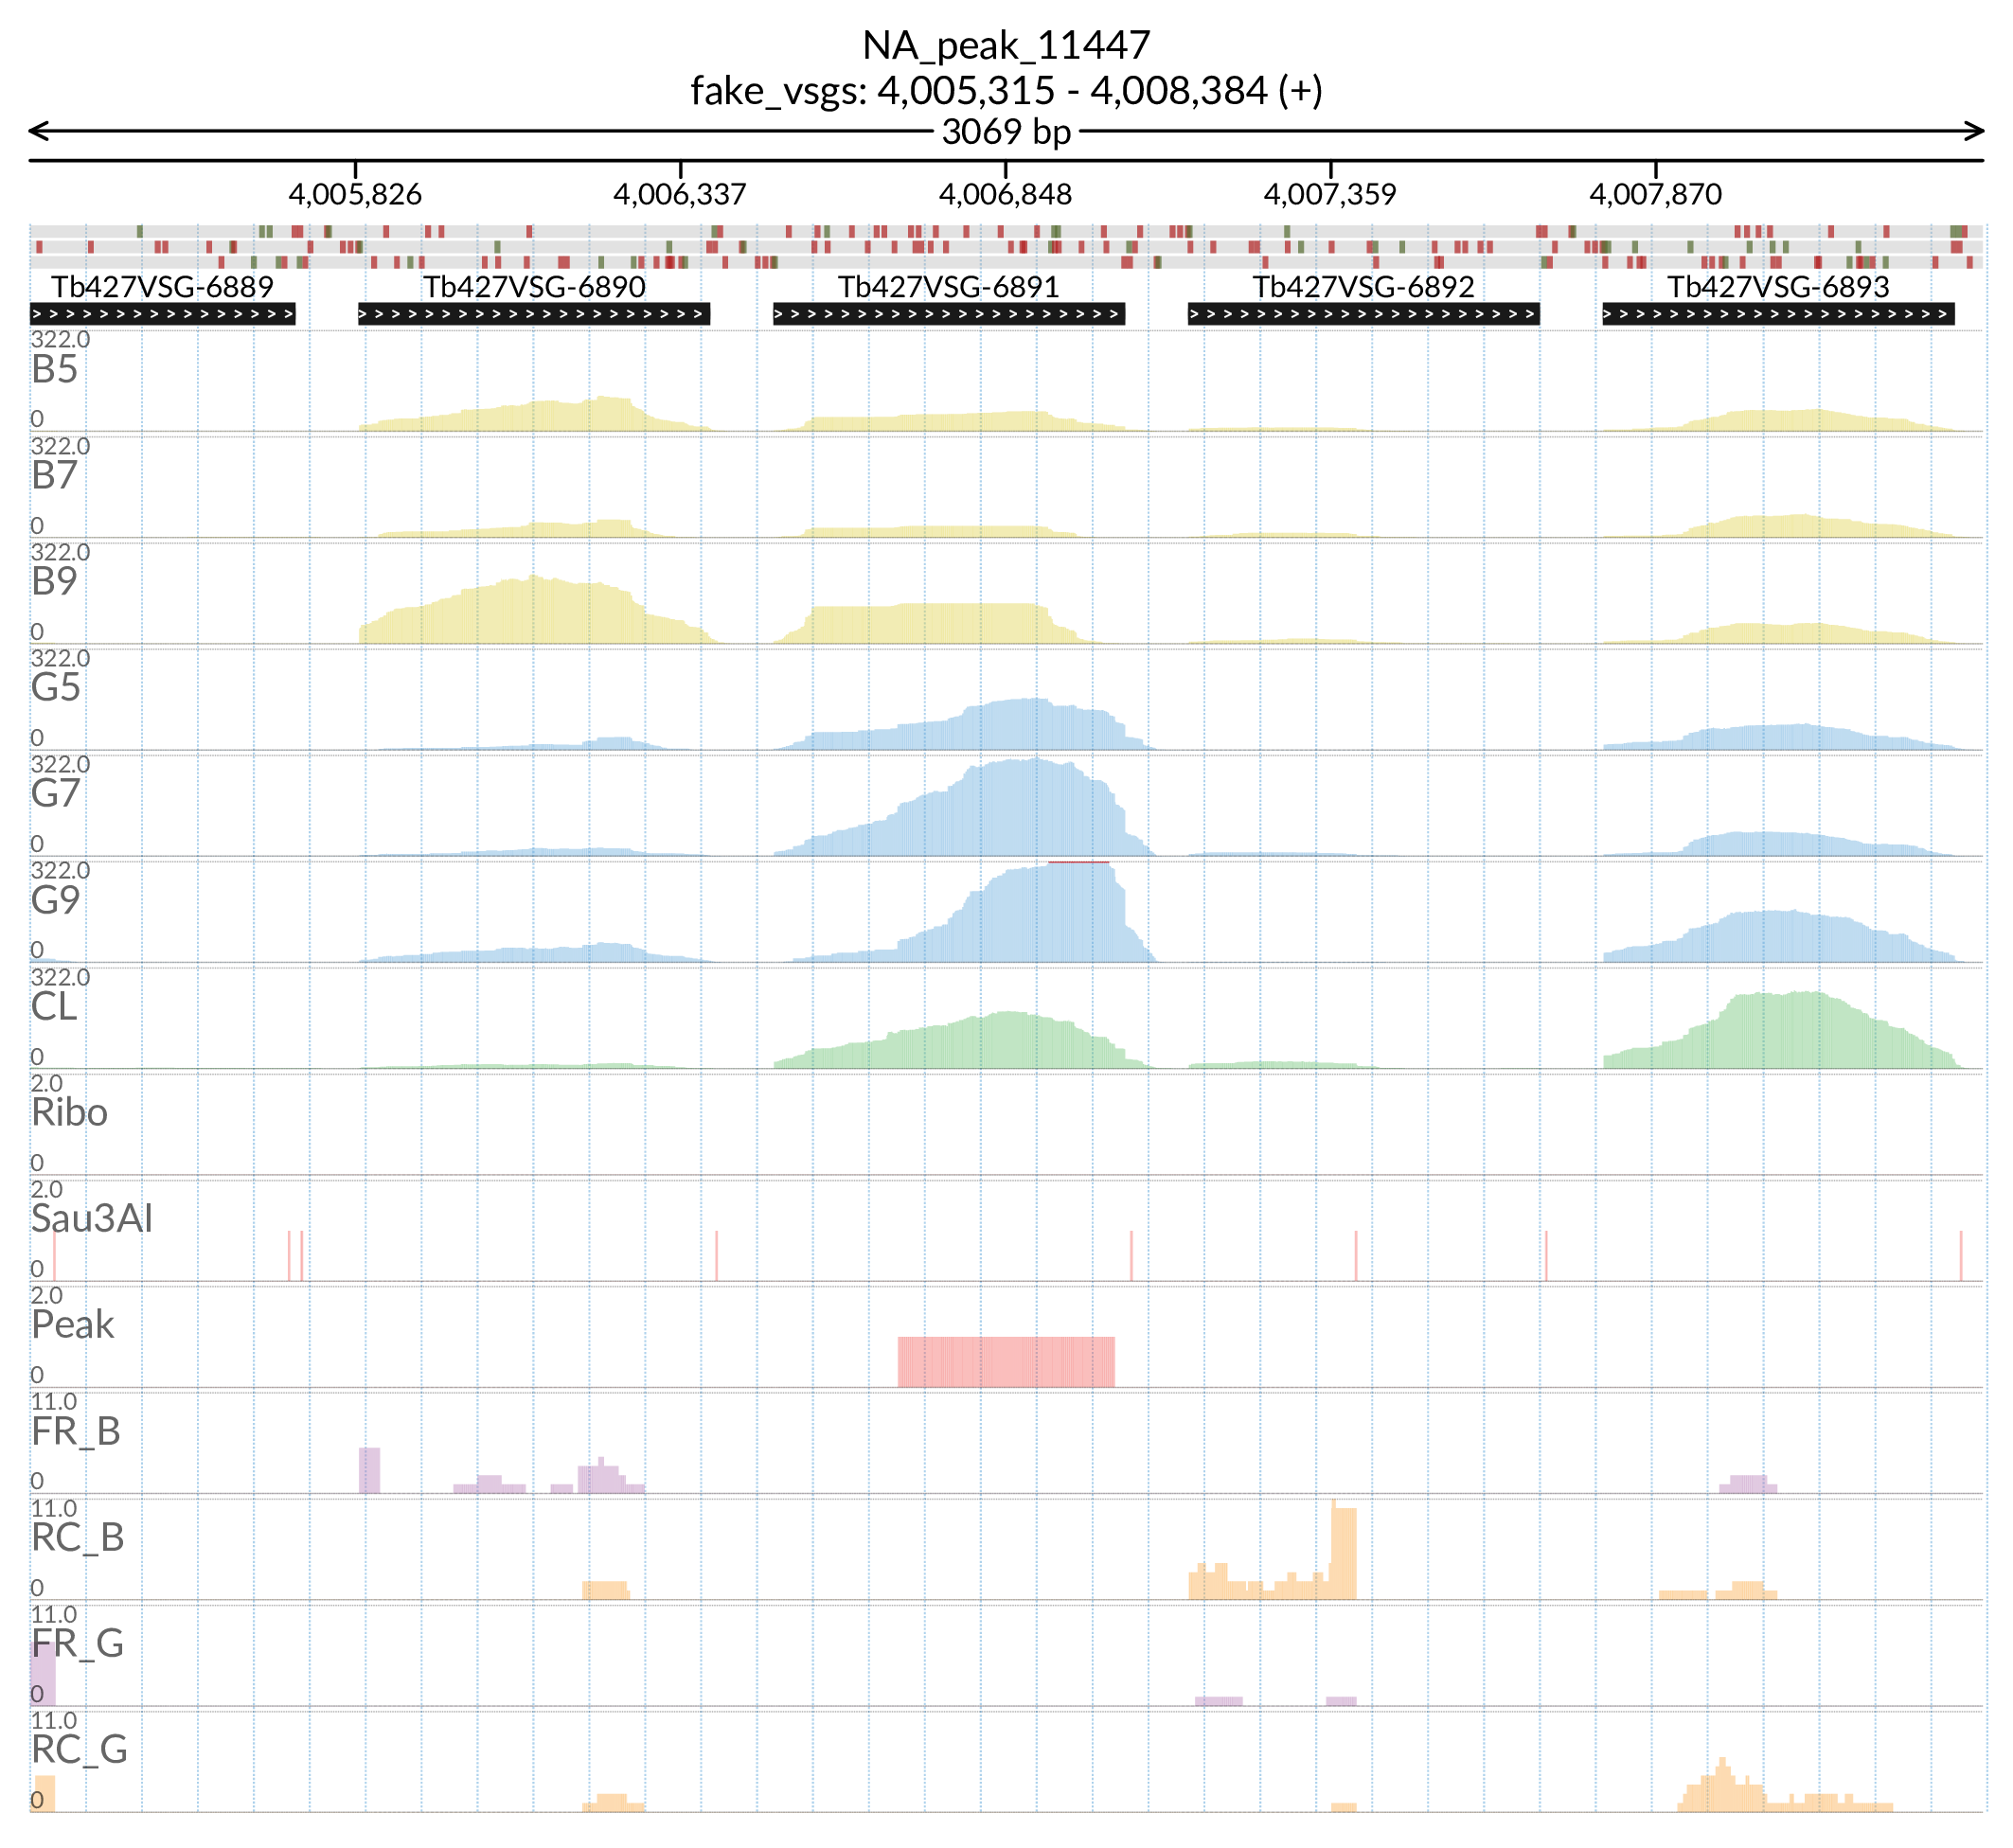 NA_peak_11447
fake_vsgs: 4,005,315 - 4,008,384 (+)
3069 bp
4,005,826 4,006,337 4,006,848 4,007,359 4,007,870
Tb427VSG-6889 Tb427VSG-6890 Tb427VSG-6891 Tb427VSG-6892 Tb427VSG-6893
322.0
B5
0
322.0
B7
0
322.0
B9
0
322.0
G5
0
322.0
G7
0
322.0
G9
0
322.0
CL
0
2.0
Ribo
0
2.0
Sau3AI
0
2.0
Peak
0
11.0
FR_B
0
11.0
RC_B
0
11.0
FR_G
0
11.0
RC_G
0